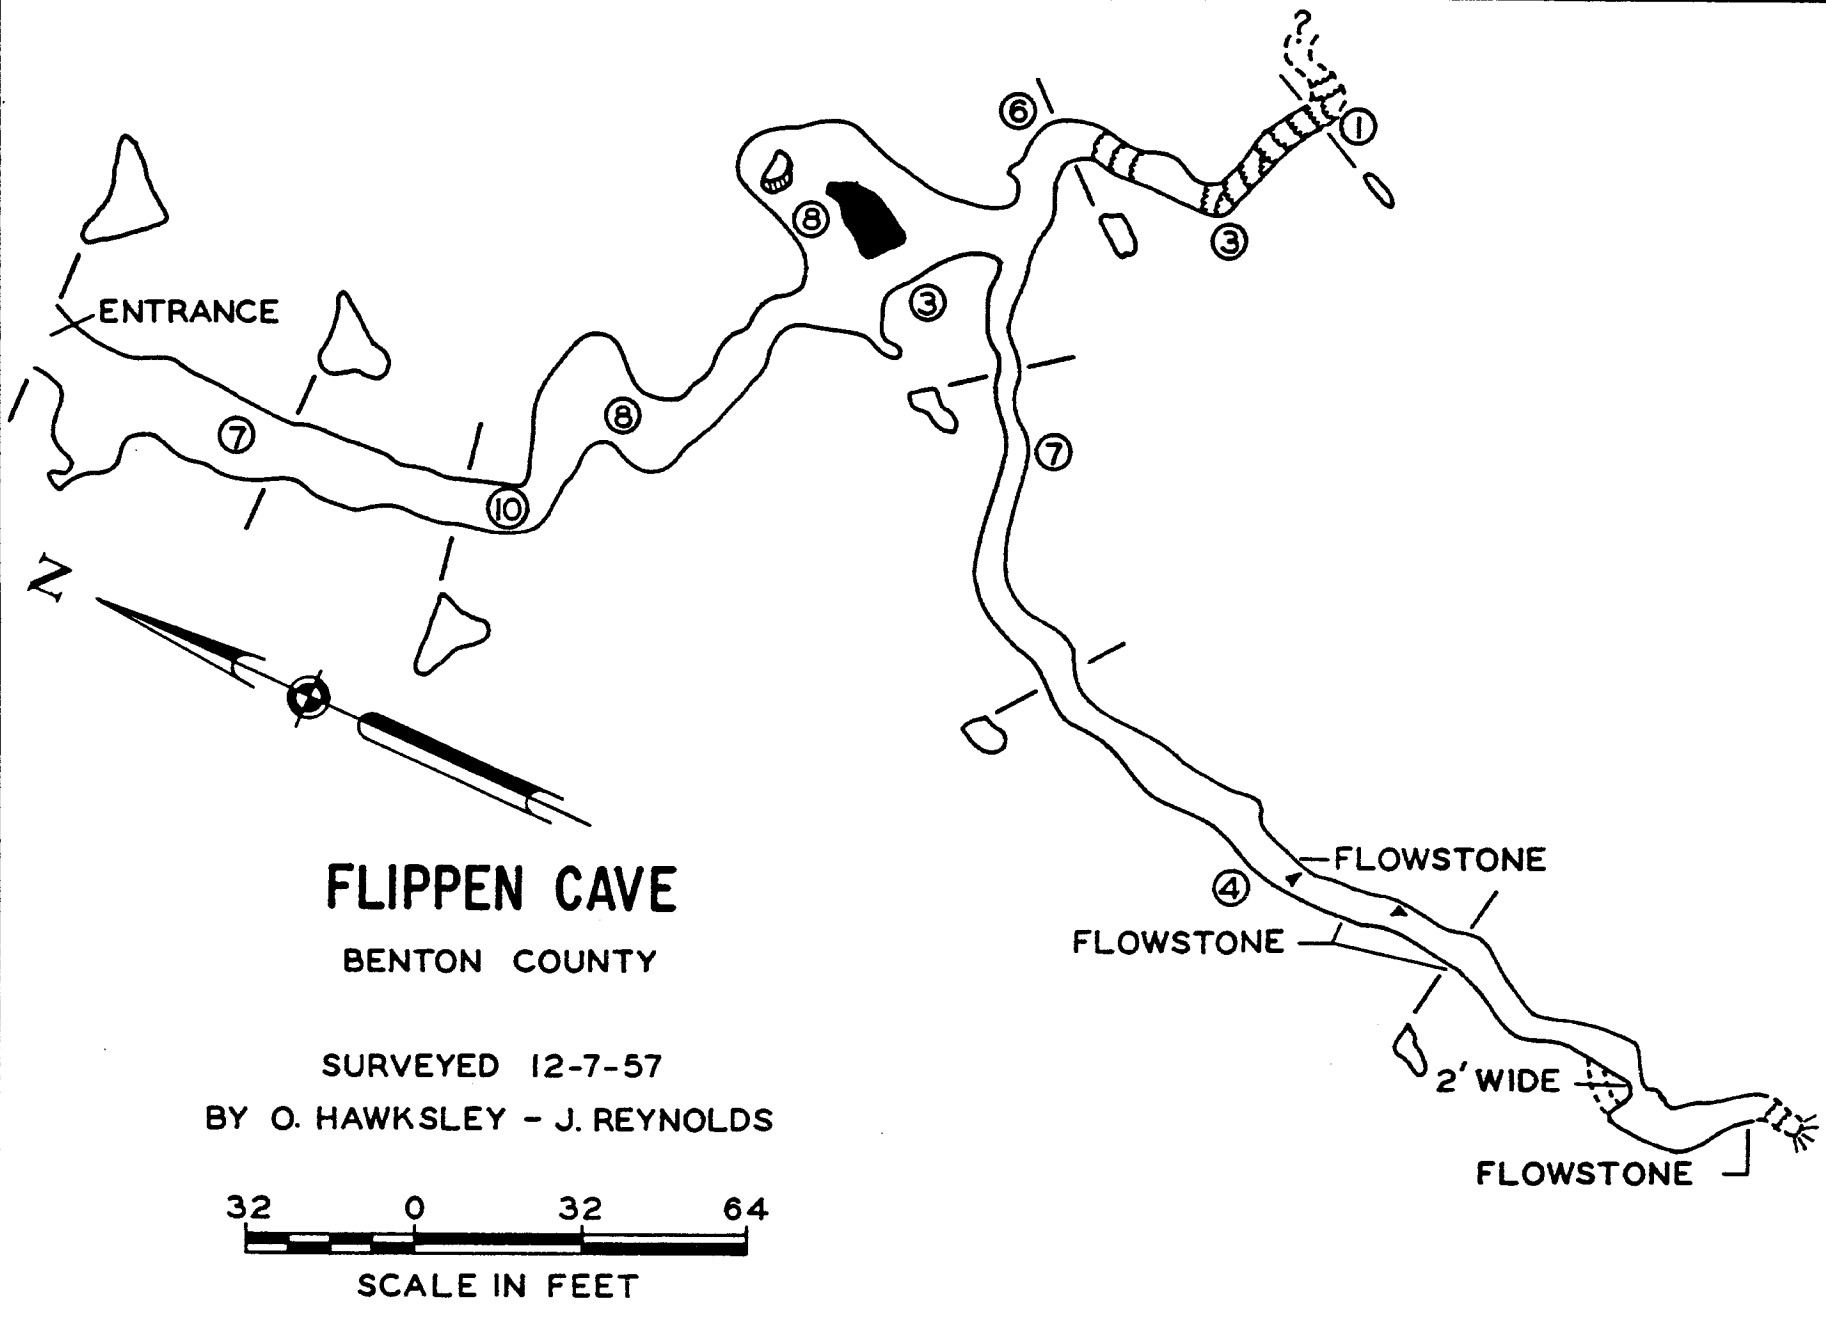 ?
6
1
8
3
ENTRANCE
3
8
7
7
10
N
FLOWSTONE
4
FLOWSTONE
FLIPPEN CAVE
BENTON COUNTY
SURVEYED 12-7-57
BY O. HAWKSLEY - J. REYNOLDS
2' WIDE
FLOWSTONE
32 0 32 64
SCALE IN FEET